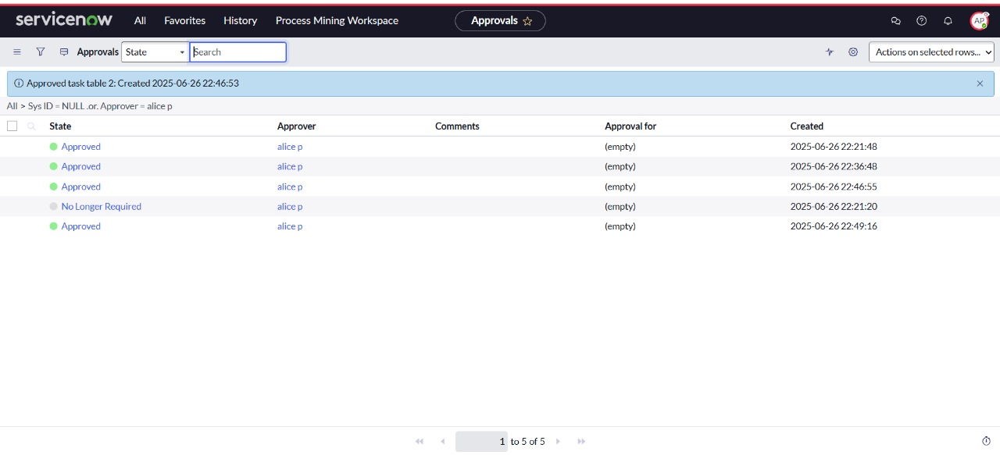 servicenow All Favorites History Process Mining Workspace Approvals AP
Approvals State Search Actions on selected rows...
Approved task table 2: Created 2025-06-26 22:46:53
All > Sys ID = NULL .or. Approver = alice p
State Approver Comments Approval for Created
Approved alice p (empty) 2025-06-26 22:21:48
Approved alice p (empty) 2025-06-26 22:36:48
Approved alice p (empty) 2025-06-26 22:46:55
No Longer Required alice p (empty) 2025-06-26 22:21:20
Approved alice p (empty) 2025-06-26 22:49:16
1 to 5 of 5